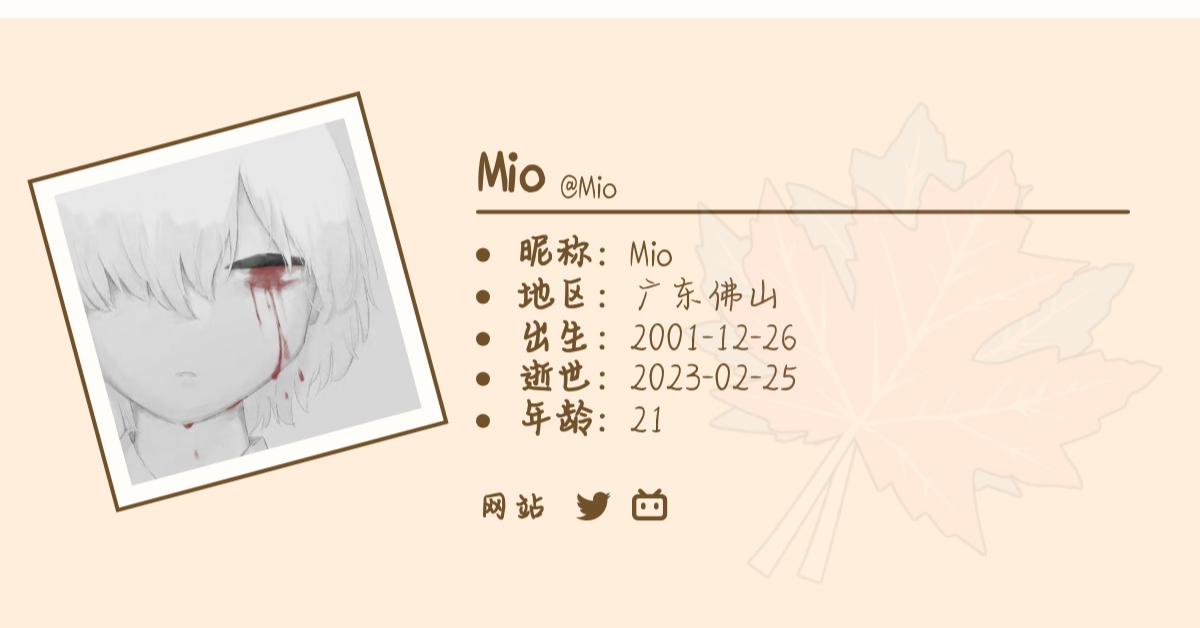 Mio @Mio
昵称： Mio
地区： 广东佛山
出生： 2001-12-26
逝世： 2023-02-25
年龄： 21
网站